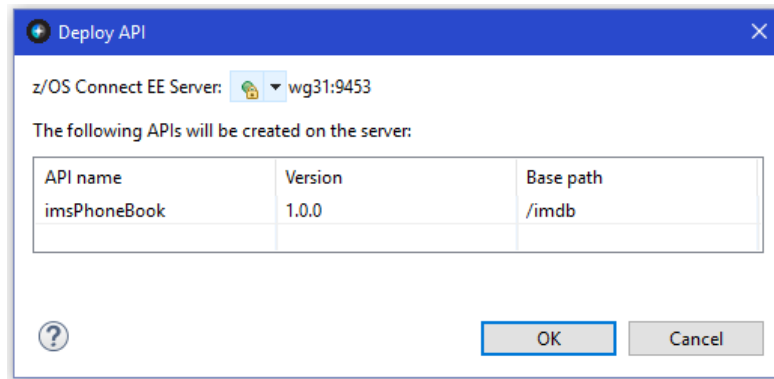 Deploy API
z/OS Connect EE Server: wg31:9453
The following APIs will be created on the server:
API name Version Base path
imsPhoneBook 1.0.0 /imdb
? OK Cancel